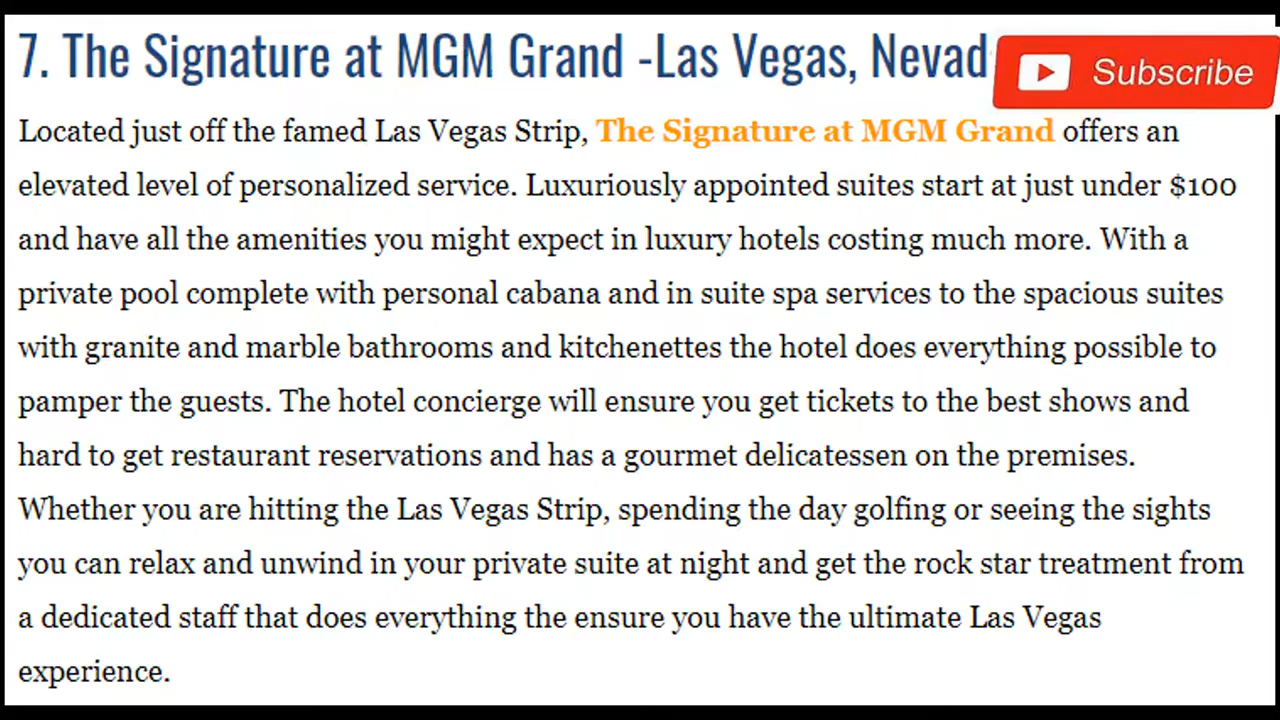 7. The Signature at MGM Grand -Las Vegas, Nevad
Subscribe
Located just off the famed Las Vegas Strip, The Signature at MGM Grand offers an
elevated level of personalized service. Luxuriously appointed suites start at just under $100
and have all the amenities you might expect in luxury hotels costing much more. With a
private pool complete with personal cabana and in suite spa services to the spacious suites
with granite and marble bathrooms and kitchenettes the hotel does everything possible to
pamper the guests. The hotel concierge will ensure you get tickets to the best shows and
hard to get restaurant reservations and has a gourmet delicatessen on the premises.
Whether you are hitting the Las Vegas Strip, spending the day golfing or seeing the sights
you can relax and unwind in your private suite at night and get the rock star treatment from
a dedicated staff that does everything the ensure you have the ultimate Las Vegas
experience.